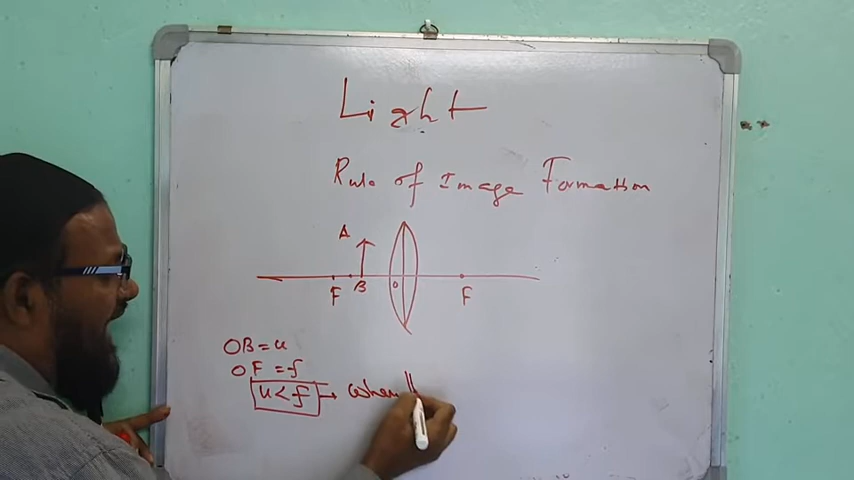 Light
Rule of Image Formation
A
F B O F
OB = u
OF = f
u < f → when